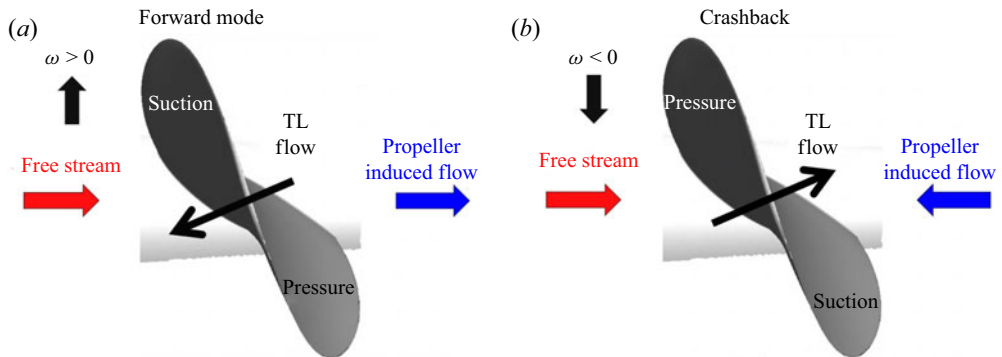 (a)
Forward mode
ω > 0
Suction
TL
flow
Free stream
Propeller
induced flow
Pressure
(b)
Crashback
ω < 0
Pressure
TL
flow
Free stream
Propeller
induced flow
Suction